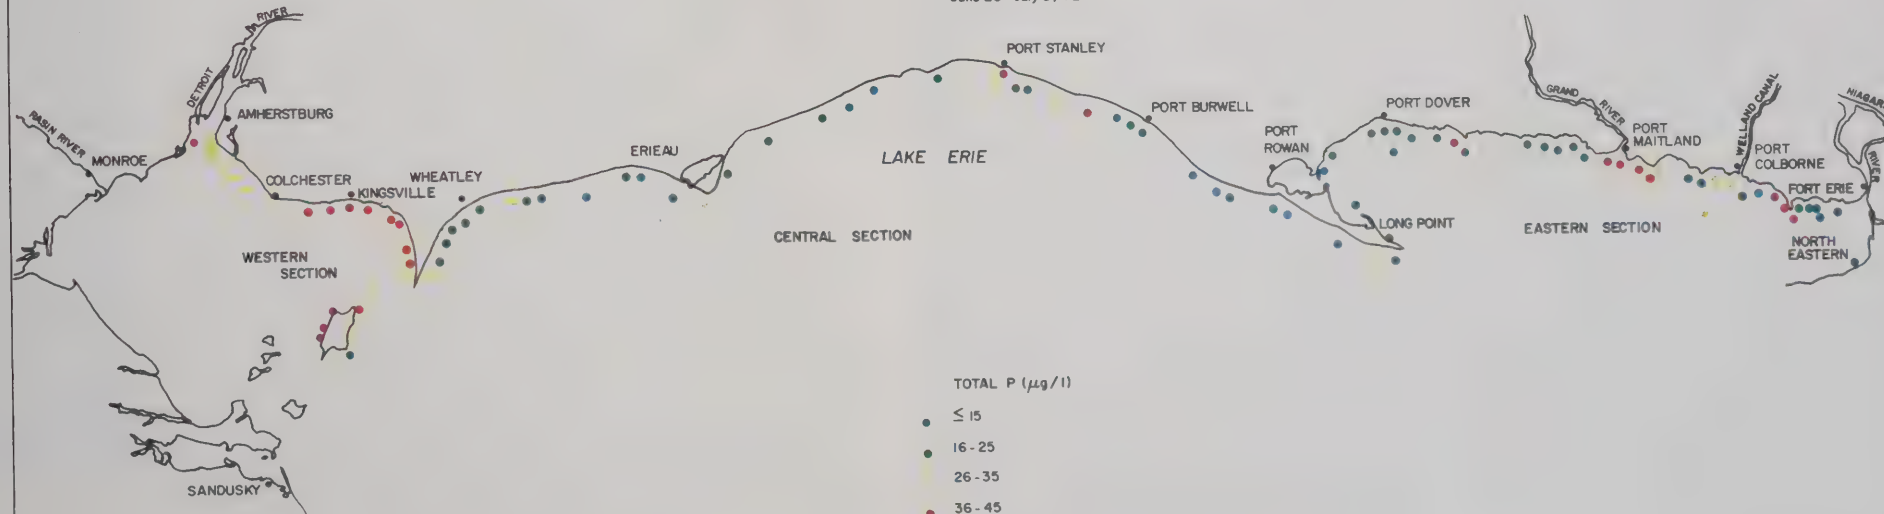 RIVER
DETROIT
RASIN RIVER
MONROE
AMHERSTBURG
COLCHESTER
KINGSVILLE
WHEATLEY
ERIEAU
LAKE ERIE
PORT STANLEY
PORT BURWELL
PORT
ROWAN
PORT DOVER
LONG POINT
GRAND
RIVER
PORT
MAITLAND
WELLAND CANAL
PORT
COLBORNE
FORT ERIE
RIVER
NORTH
EASTERN
WESTERN
SECTION
CENTRAL SECTION
EASTERN SECTION
SANDUSKY
TOTAL P (μg/l)
≤ 15
16-25
26-35
36-45